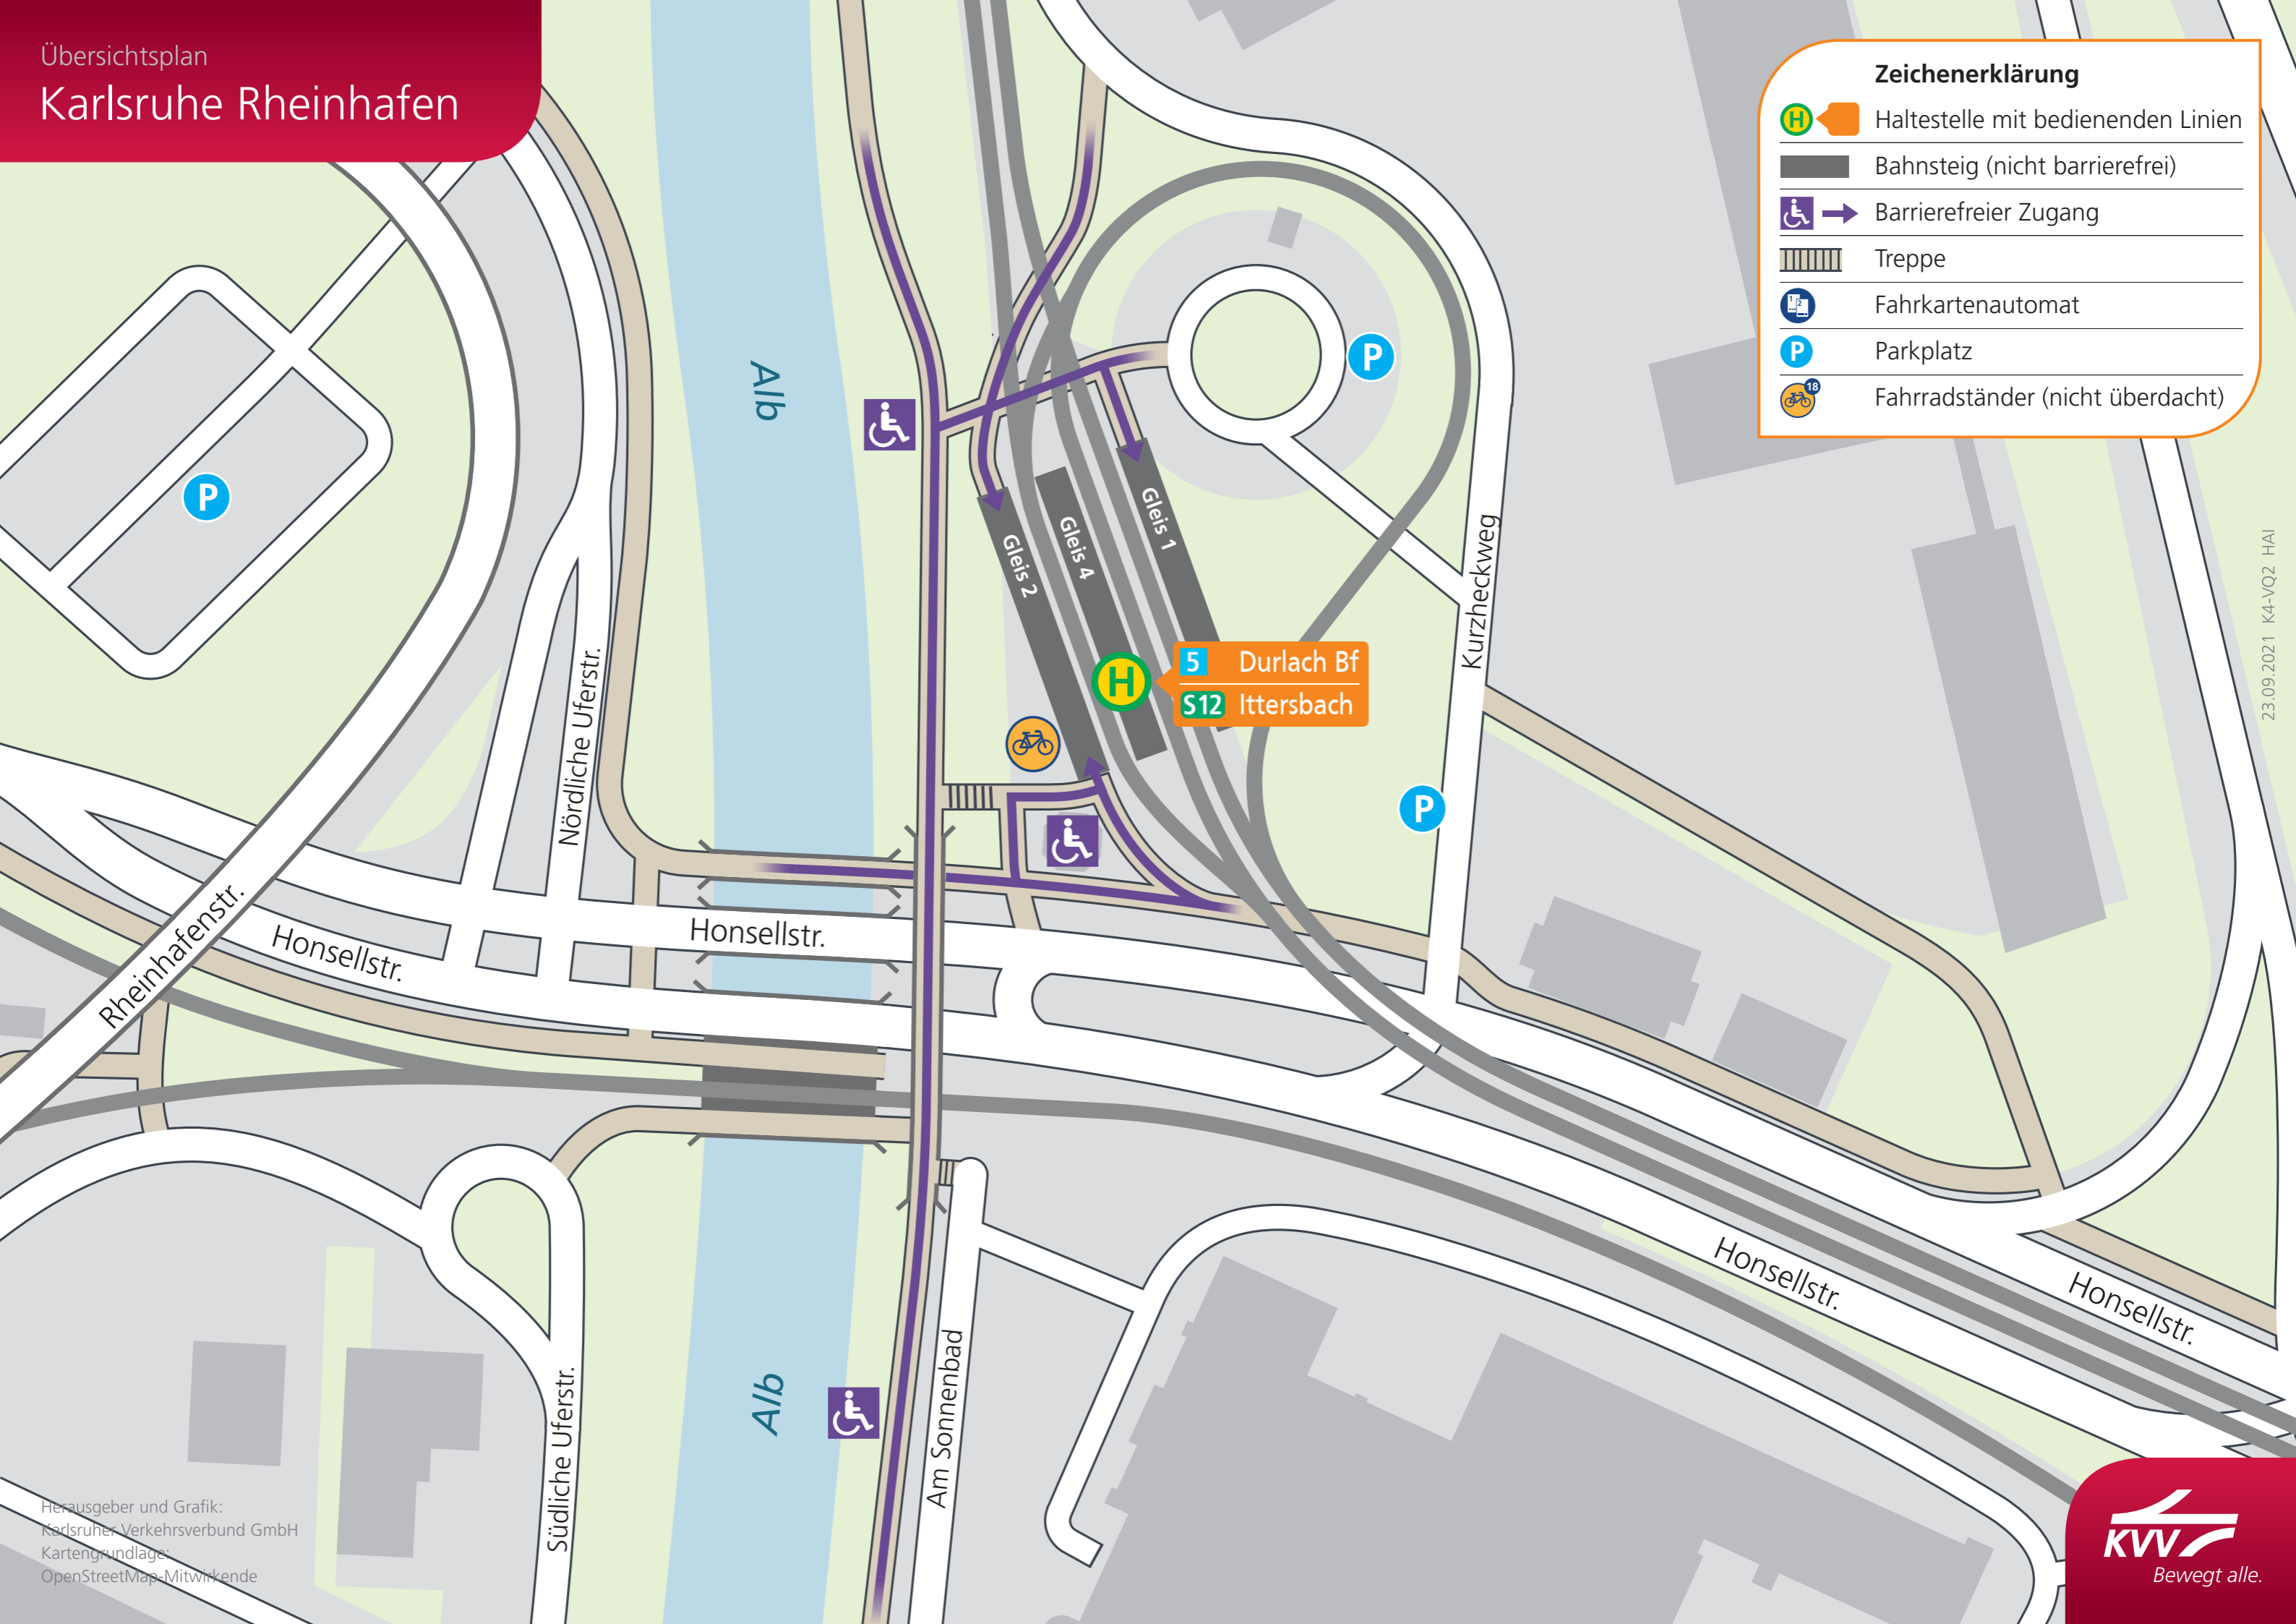 Übersichtsplan
Karlsruhe Rheinhafen
Zeichenerklärung
H
Haltestelle mit bedienenden Linien
Bahnsteig (nicht barrierefrei)
Barrierefreier Zugang
Treppe
1 2
Fahrkartenautomat
P
Parkplatz
18
Fahrradständer (nicht überdacht)
Alb
P
P
Gleis 1
Gleis 4
Gleis 2
Kurzheckweg
23.09.2021 K4-VQ2 HAI
H
5 Durlach Bf
S12 Ittersbach
Nördliche Uferstr.
P
Rheinhafenstr.
Honsellstr.
Honsellstr.
Honsellstr.
Honsellstr.
Alb
Am Sonnenbad
Südliche Uferstr.
Herausgeber und Grafik:
Karlsruher Verkehrsverbund GmbH
Kartengrundlage:
OpenStreetMap-Mitwirkende
KVV
Bewegt alle.